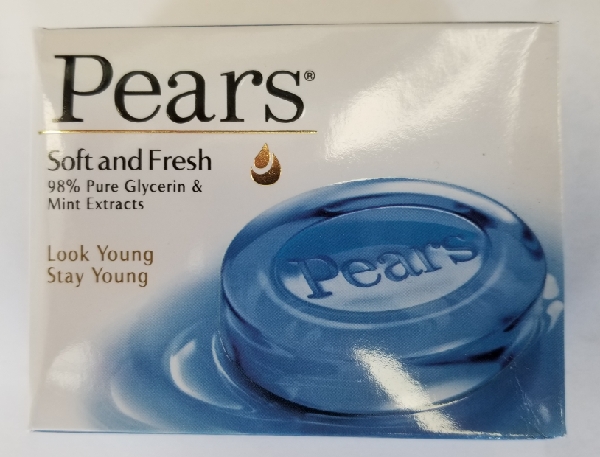 Pears®
Soft and Fresh
98% Pure Glycerin &
Mint Extracts
Look Young
Stay Young
Pears